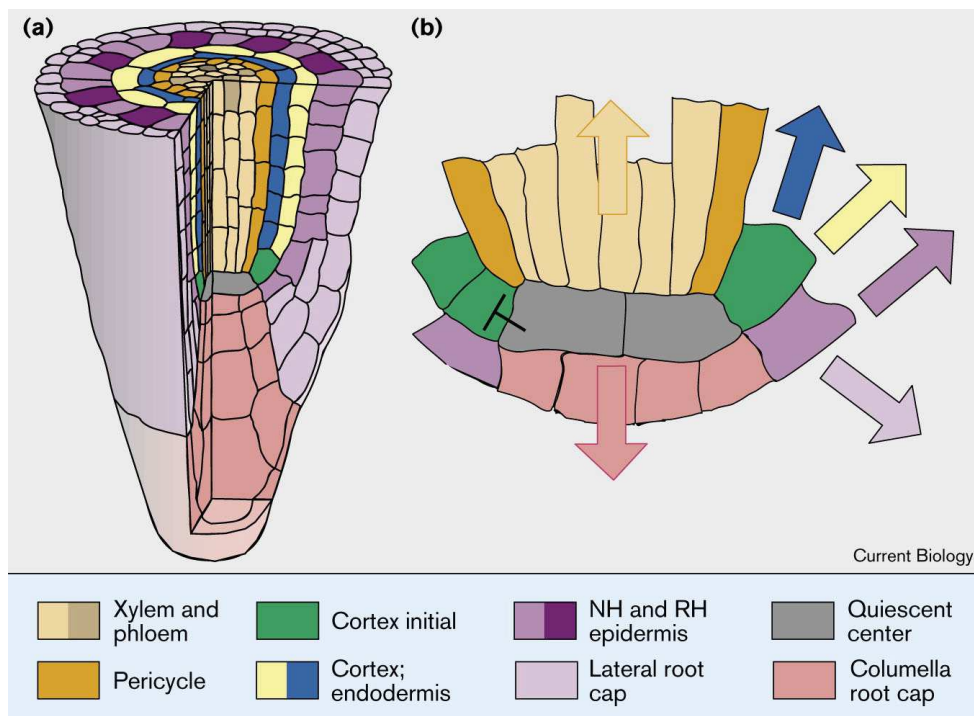 (a)
(b)
Current Biology
Xylem and
phloem
Cortex initial
NH and RH
epidermis
Quiescent
center
Pericycle
Cortex;
endodermis
Lateral root
cap
Columella
root cap